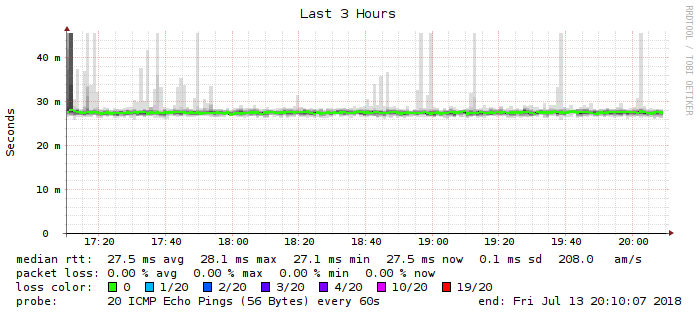 Last 3 Hours
RRDTOOL / TOBI OETIKER
Seconds
40 m
30 m
20 m
10 m
0
17:20 17:40 18:00 18:20 18:40 19:00 19:20 19:40 20:00
median rtt: 27.5 ms avg 28.1 ms max 27.1 ms min 27.5 ms now 0.1 ms sd 208.0 am/s
packet loss: 0.00 % avg 0.00 % max 0.00 % min 0.00 % now
loss color: 0 1/20 2/20 3/20 4/20 10/20 19/20
probe: 20 ICMP Echo Pings (56 Bytes) every 60s end: Fri Jul 13 20:10:07 2018